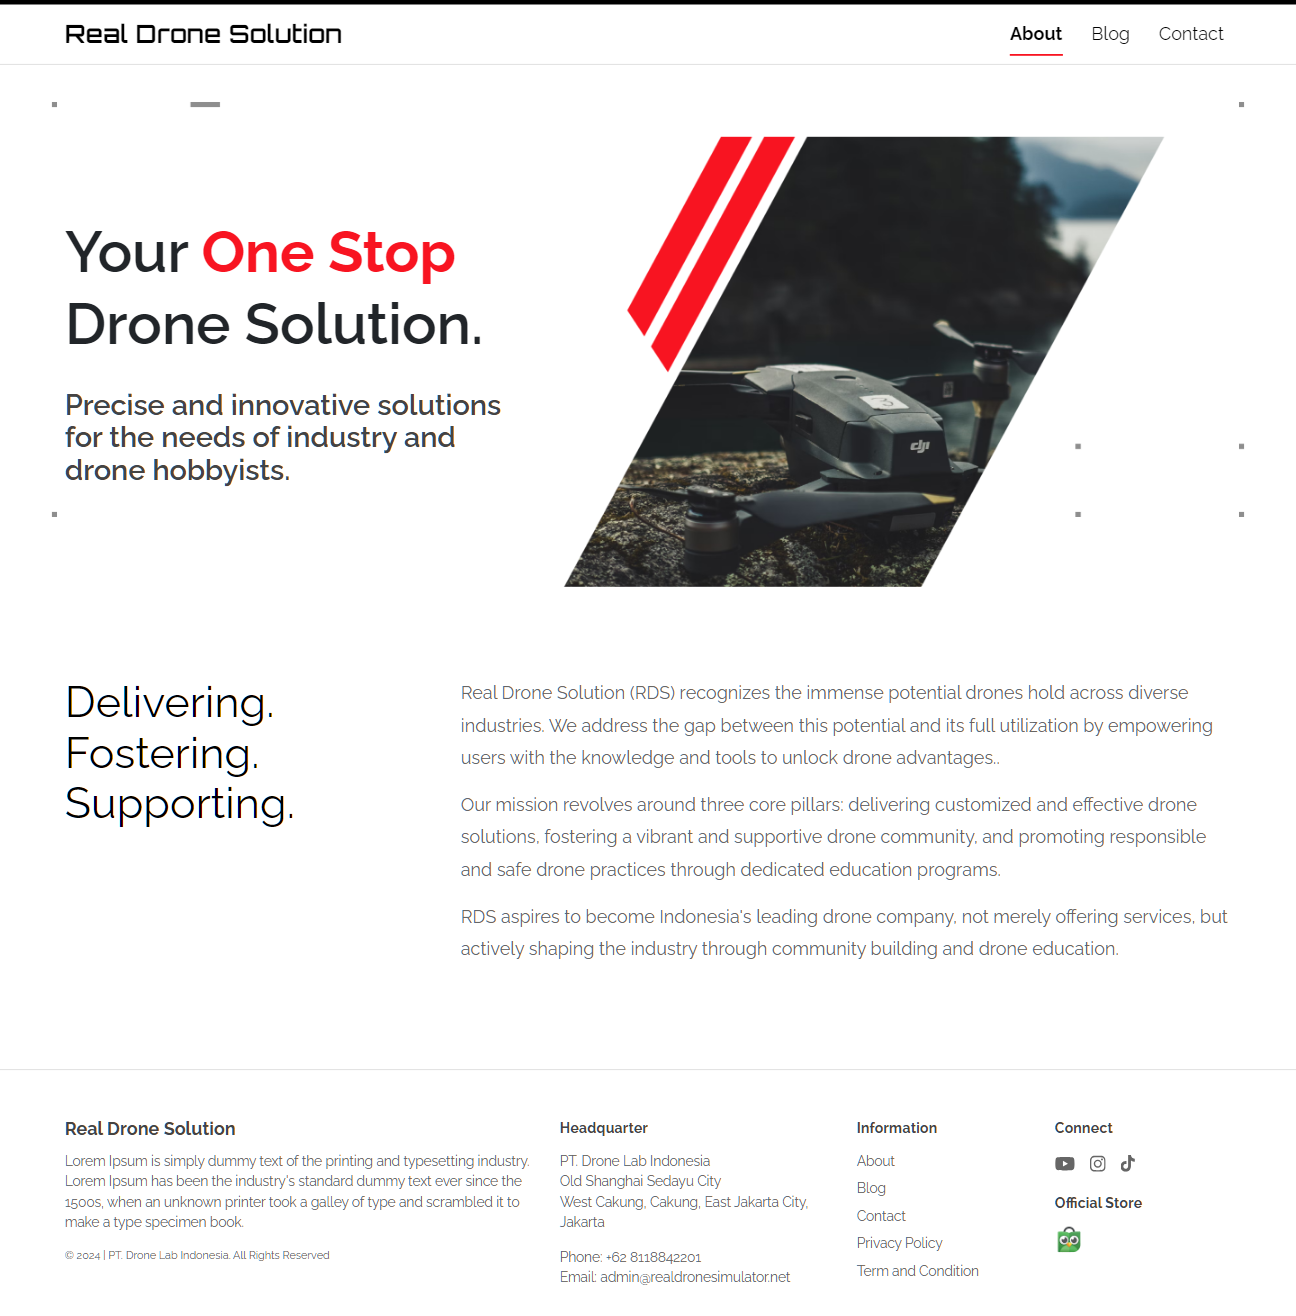 Real Drone Solution
About Blog Contact
Your One Stop
Drone Solution.
Precise and innovative solutions
for the needs of industry and
drone hobbyists.
dji
Delivering.
Fostering.
Supporting.
Real Drone Solution (RDS) recognizes the immense potential drones hold across diverse
industries. We address the gap between this potential and its full utilization by empowering
users with the knowledge and tools to unlock drone advantages..
Our mission revolves around three core pillars: delivering customized and effective drone
solutions, fostering a vibrant and supportive drone community, and promoting responsible
and safe drone practices through dedicated education programs.
RDS aspires to become Indonesia's leading drone company, not merely offering services, but
actively shaping the industry through community building and drone education.
Real Drone Solution
Lorem Ipsum is simply dummy text of the printing and typesetting industry.
Lorem Ipsum has been the industry's standard dummy text ever since the
1500s, when an unknown printer took a galley of type and scrambled it to
make a type specimen book.
© 2024 | PT. Drone Lab Indonesia. All Rights Reserved
Headquarter
PT. Drone Lab Indonesia
Old Shanghai Sedayu City
West Cakung, Cakung, East Jakarta City,
Jakarta
Phone: +62 8118842201
Email: admin@realdronesimulator.net
Information
About
Blog
Contact
Privacy Policy
Term and Condition
Connect
Official Store